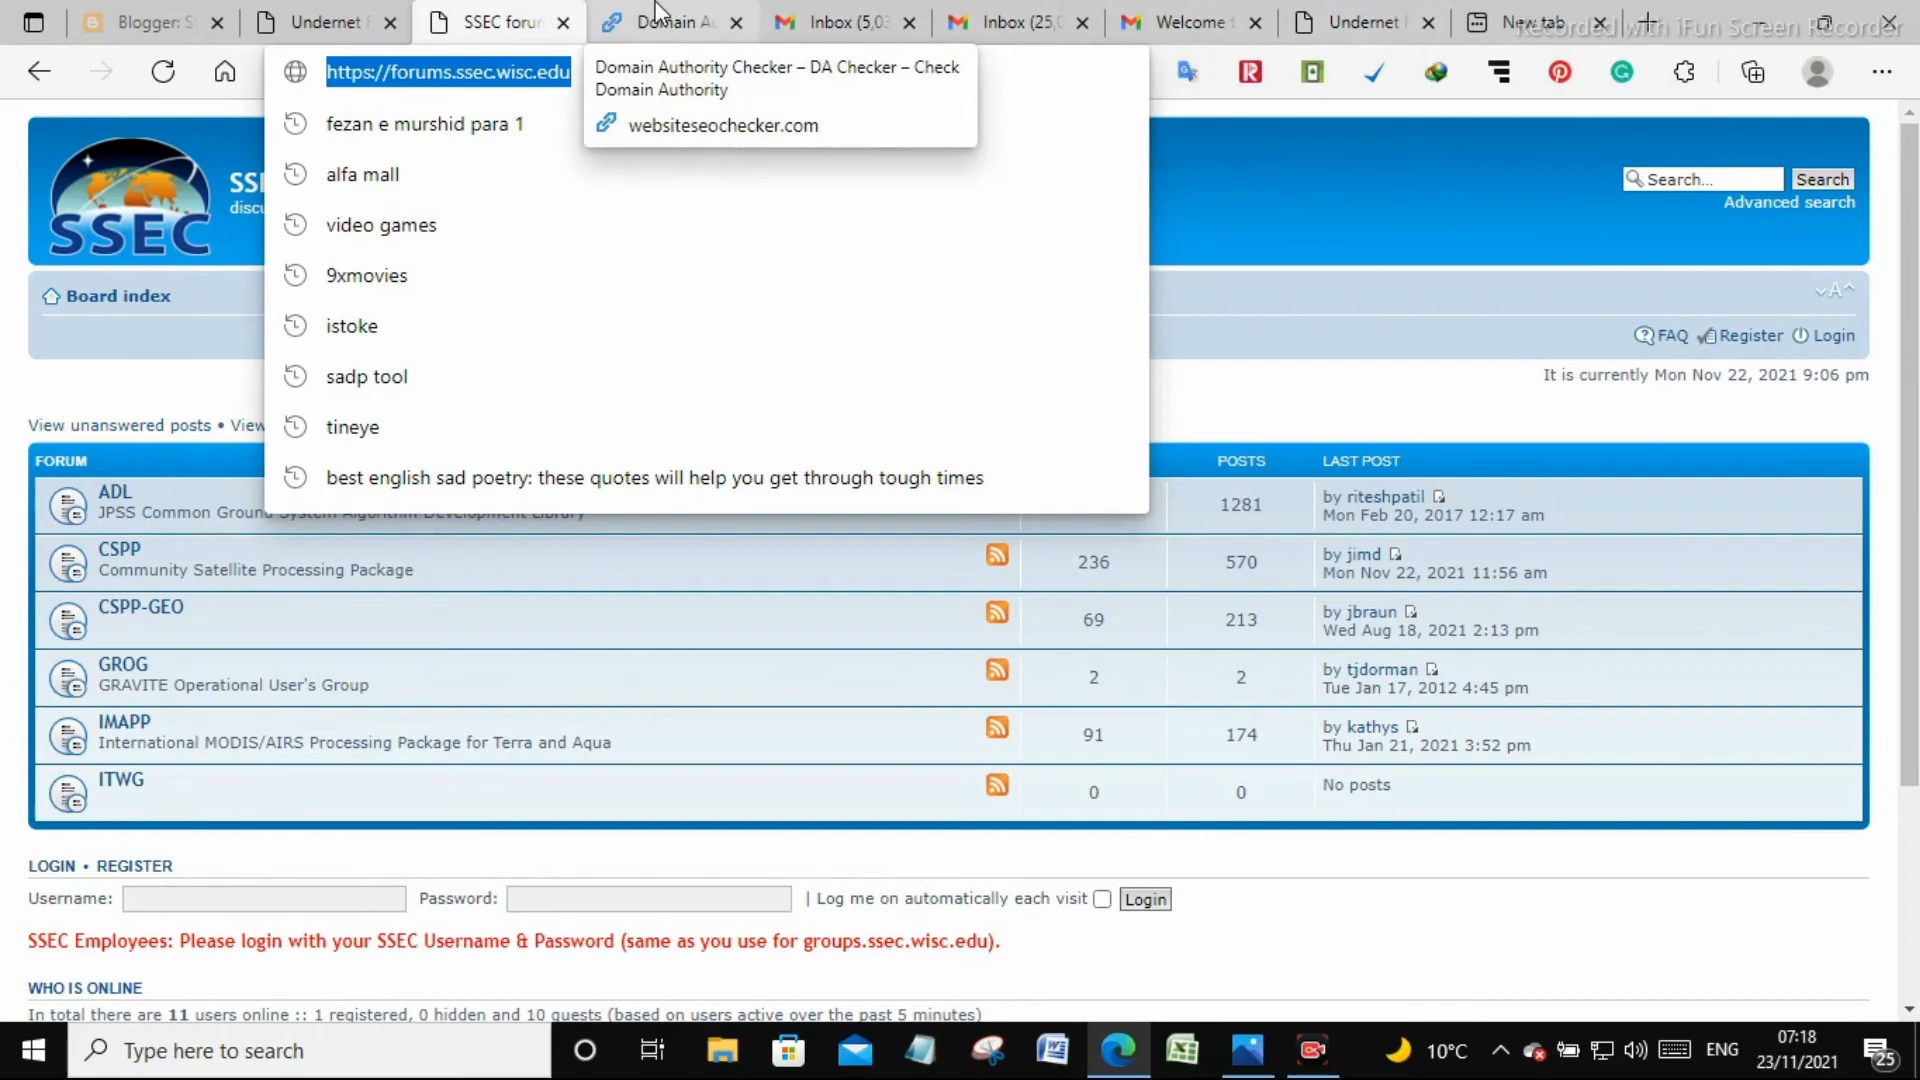 Blogger: S
Undernet F
SSEC forun
Domain Au
Inbox (5,03
Inbox (25,0
Welcome t
Undernet F
New tab
Recorded with iFun Screen Recorder
https://forums.ssec.wisc.edu
Domain Authority Checker – DA Checker – Check
Domain Authority
websiteseochecker.com
fezan e murshid para 1
alfa mall
video games
9xmovies
istoke
sadp tool
tineye
best english sad poetry: these quotes will help you get through tough times
SSEC
SSE
discu
Search...
Search
Advanced search
Board index
A
FAQ Register Login
It is currently Mon Nov 22, 2021 9:06 pm
View unanswered posts • View
FORUM POSTS LAST POST
ADL
JPSS Common Ground System Algorithm Development Library
1281
by riteshpatil
Mon Feb 20, 2017 12:17 am
CSPP
Community Satellite Processing Package
236 570
by jimd
Mon Nov 22, 2021 11:56 am
CSPP-GEO
69 213
by jbraun
Wed Aug 18, 2021 2:13 pm
GROG
GRAVITE Operational User's Group
2 2
by tjdorman
Tue Jan 17, 2012 4:45 pm
IMAPP
International MODIS/AIRS Processing Package for Terra and Aqua
91 174
by kathys
Thu Jan 21, 2021 3:52 pm
ITWG
0 0
No posts
LOGIN • REGISTER
Username: Password: | Log me on automatically each visit Login
SSEC Employees: Please login with your SSEC Username & Password (same as you use for groups.ssec.wisc.edu).
WHO IS ONLINE
In total there are 11 users online :: 1 registered, 0 hidden and 10 guests (based on users active over the past 5 minutes)
Type here to search
10°C
ENG
07:18
23/11/2021
25